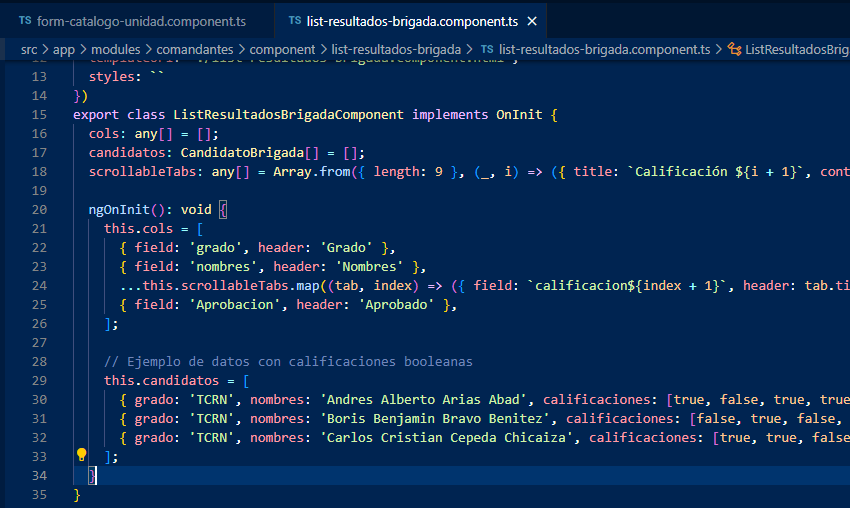 TS form-catalogo-unidad.component.ts TS list-resultados-brigada.component.ts ×
src > app > modules > comandantes > component > list-resultados-brigada > TS list-resultados-brigada.component.ts > ListResultadosBrig
12 templateUrl: './list-resultados-brigada.component.html',
13 styles: ``
14 })
15 export class ListResultadosBrigadaComponent implements OnInit {
16 cols: any[] = [];
17 candidatos: CandidatoBrigada[] = [];
18 scrollableTabs: any[] = Array.from({ length: 9 }, (_, i) => ({ title: `Calificación ${i + 1}`, cont
19
20 ngOnInit(): void {
21 this.cols = [
22 { field: 'grado', header: 'Grado' },
23 { field: 'nombres', header: 'Nombres' },
24 ...this.scrollableTabs.map((tab, index) => ({ field: `calificacion${index + 1}`, header: tab.ti
25 { field: 'Aprobacion', header: 'Aprobado' },
26 ];
27
28 // Ejemplo de datos con calificaciones booleanas
29 this.candidatos = [
30 { grado: 'TCRN', nombres: 'Andres Alberto Arias Abad', calificaciones: [true, false, true, true
31 { grado: 'TCRN', nombres: 'Boris Benjamin Bravo Benitez', calificaciones: [false, true, false,
32 { grado: 'TCRN', nombres: 'Carlos Cristian Cepeda Chicaiza', calificaciones: [true, true, false
33 ];
34 }
35 }